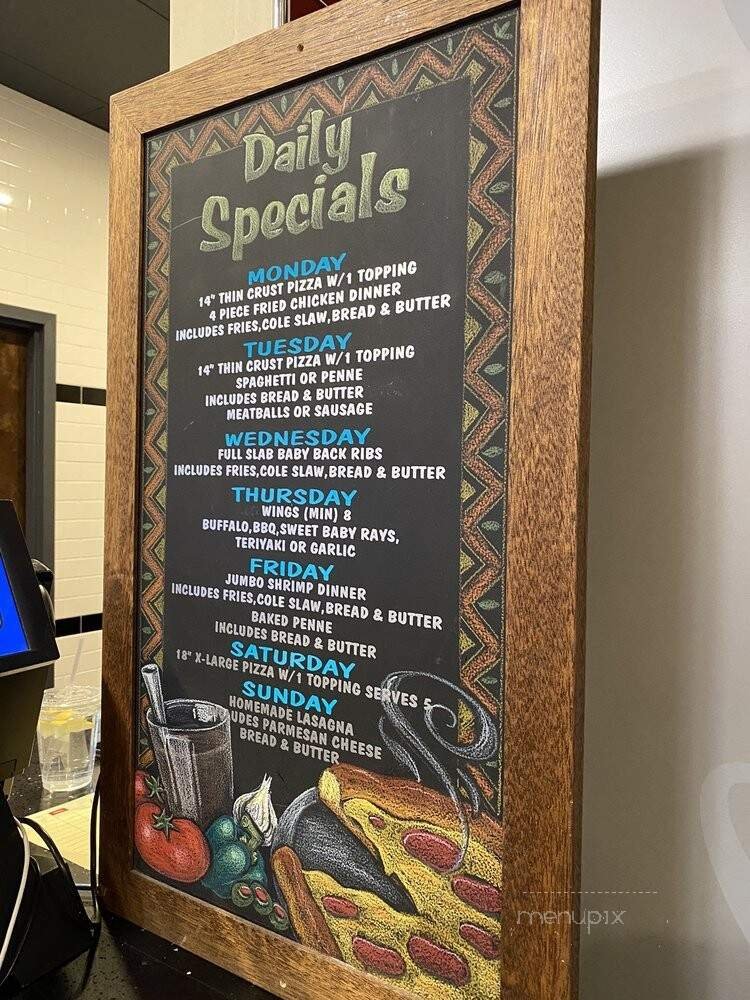 Daily
Specials
MONDAY
14" THIN CRUST PIZZA W/1 TOPPING
4 PIECE FRIED CHICKEN DINNER
INCLUDES FRIES,COLE SLAW,BREAD & BUTTER
TUESDAY
14" THIN CRUST PIZZA W/1 TOPPING
SPAGHETTI OR PENNE
INCLUDES BREAD & BUTTER
MEATBALLS OR SAUSAGE
WEDNESDAY
FULL SLAB BABY BACK RIBS
INCLUDES FRIES,COLE SLAW,BREAD & BUTTER
THURSDAY
WINGS (MIN) 8
BUFFALO,BBQ,SWEET BABY RAYS,
TERIYAKI OR GARLIC
FRIDAY
JUMBO SHRIMP DINNER
INCLUDES FRIES,COLE SLAW,BREAD & BUTTER
BAKED PENNE
INCLUDES BREAD & BUTTER
SATURDAY
18" X-LARGE PIZZA W/1 TOPPING SERVES 5
SUNDAY
HOMEMADE LASAGNA
UDES PARMESAN CHEESE
BREAD & BUTTER
menupix